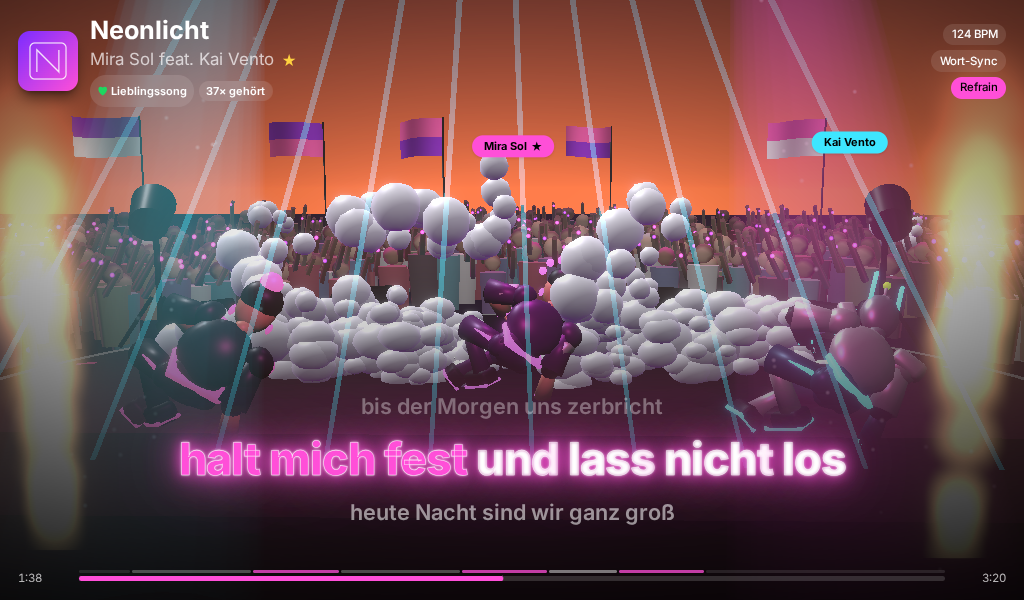 Neonlicht
Mira Sol feat. Kai Vento ★
Lieblingssong
37× gehört
124 BPM
Wort-Sync
Refrain
Mira Sol ★
Kai Vento
bis der Morgen uns zerbricht
halt mich fest und lass nicht los
heute Nacht sind wir ganz groß
1:38
3:20